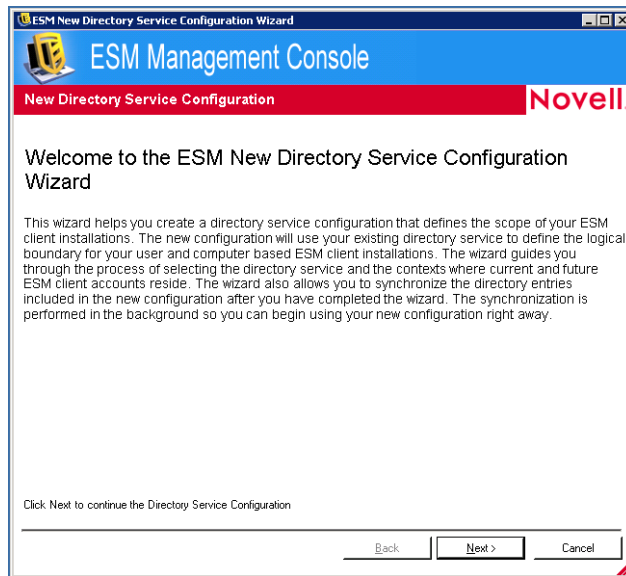 ESM New Directory Service Configuration Wizard
ESM Management Console
New Directory Service Configuration
Novell
Welcome to the ESM New Directory Service Configuration
Wizard
This wizard helps you create a directory service configuration that defines the scope of your ESM
client installations. The new configuration will use your existing directory service to define the logical
boundary for your user and computer based ESM client installations. The wizard guides you
through the process of selecting the directory service and the contexts where current and future
ESM client accounts reside. The wizard also allows you to synchronize the directory entries
included in the new configuration after you have completed the wizard. The synchronization is
performed in the background so you can begin using your new configuration right away.
Click Next to continue the Directory Service Configuration
Back
Next >
Cancel